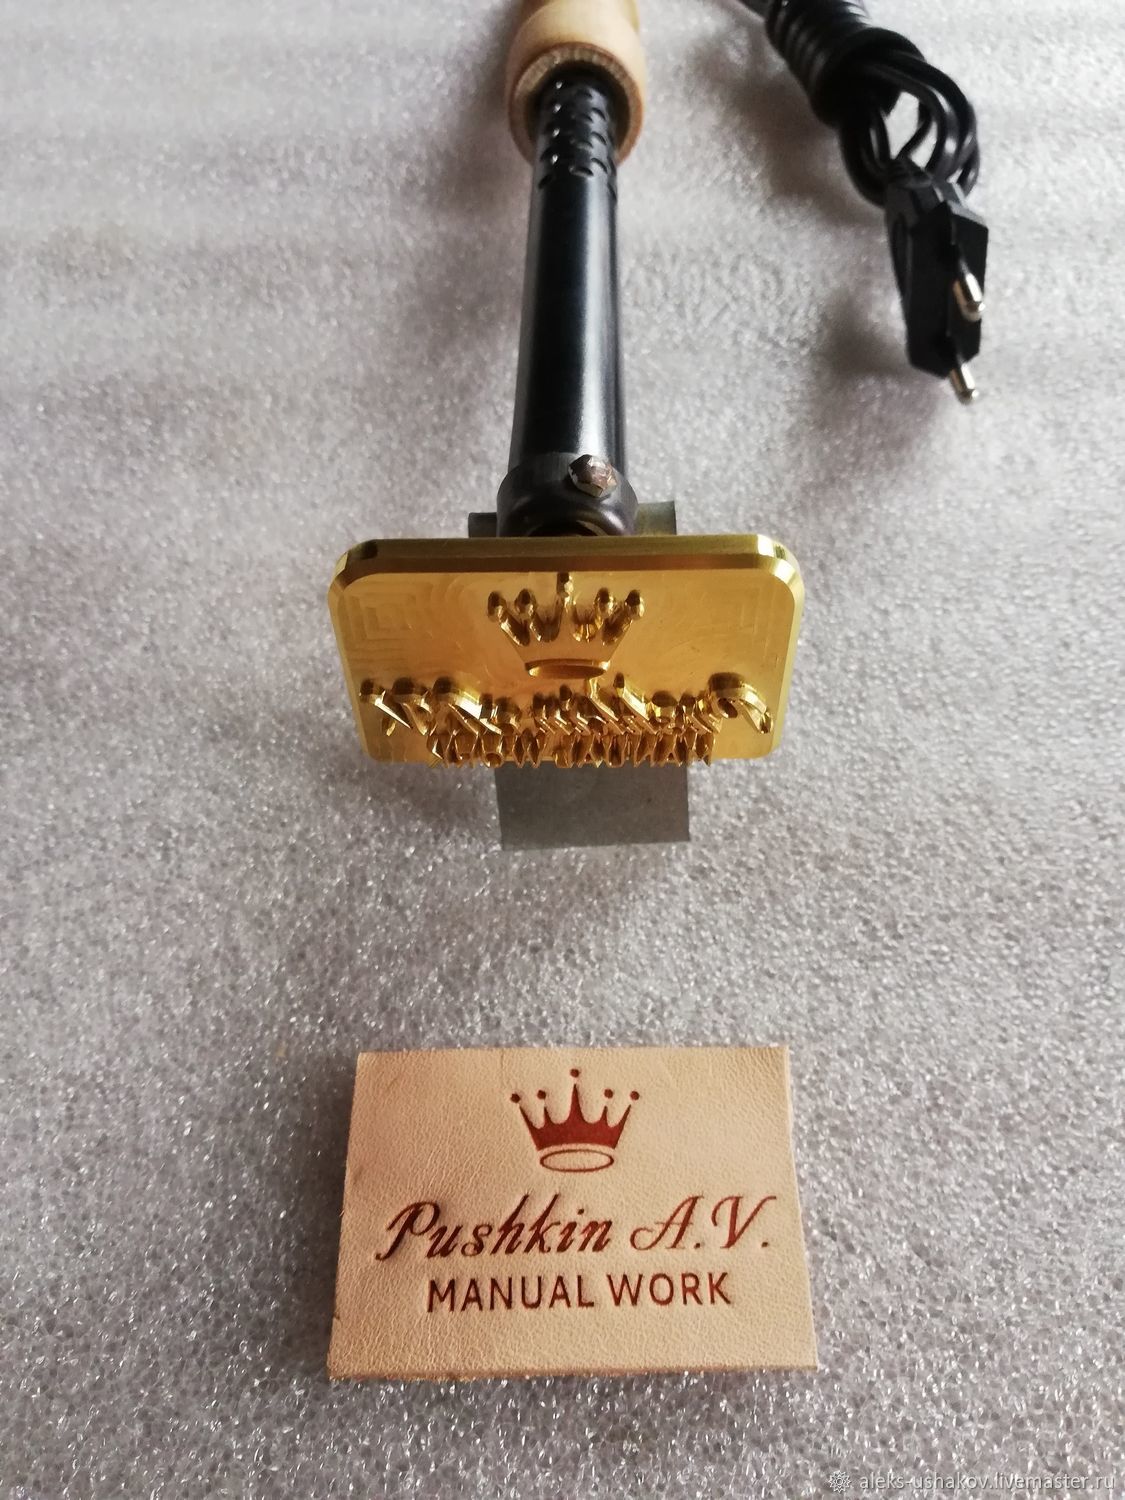 Pushkin A.V.
MANUAL WORK
aleks-ushakov.livemaster.ru